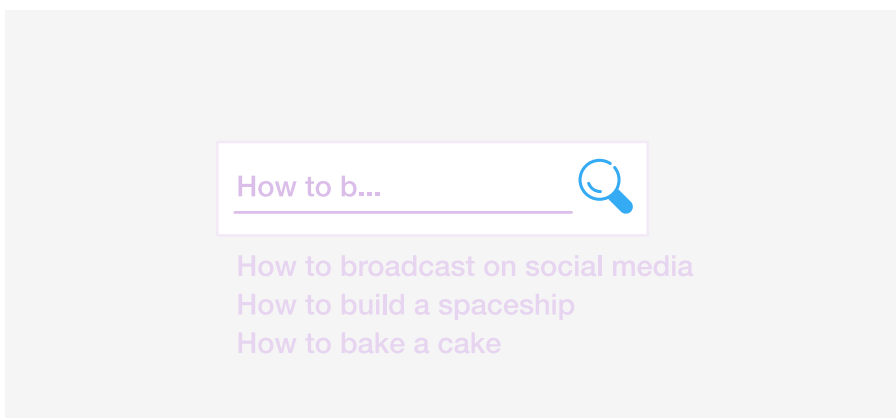 How to b...
How to broadcast on social media
How to build a spaceship
How to bake a cake